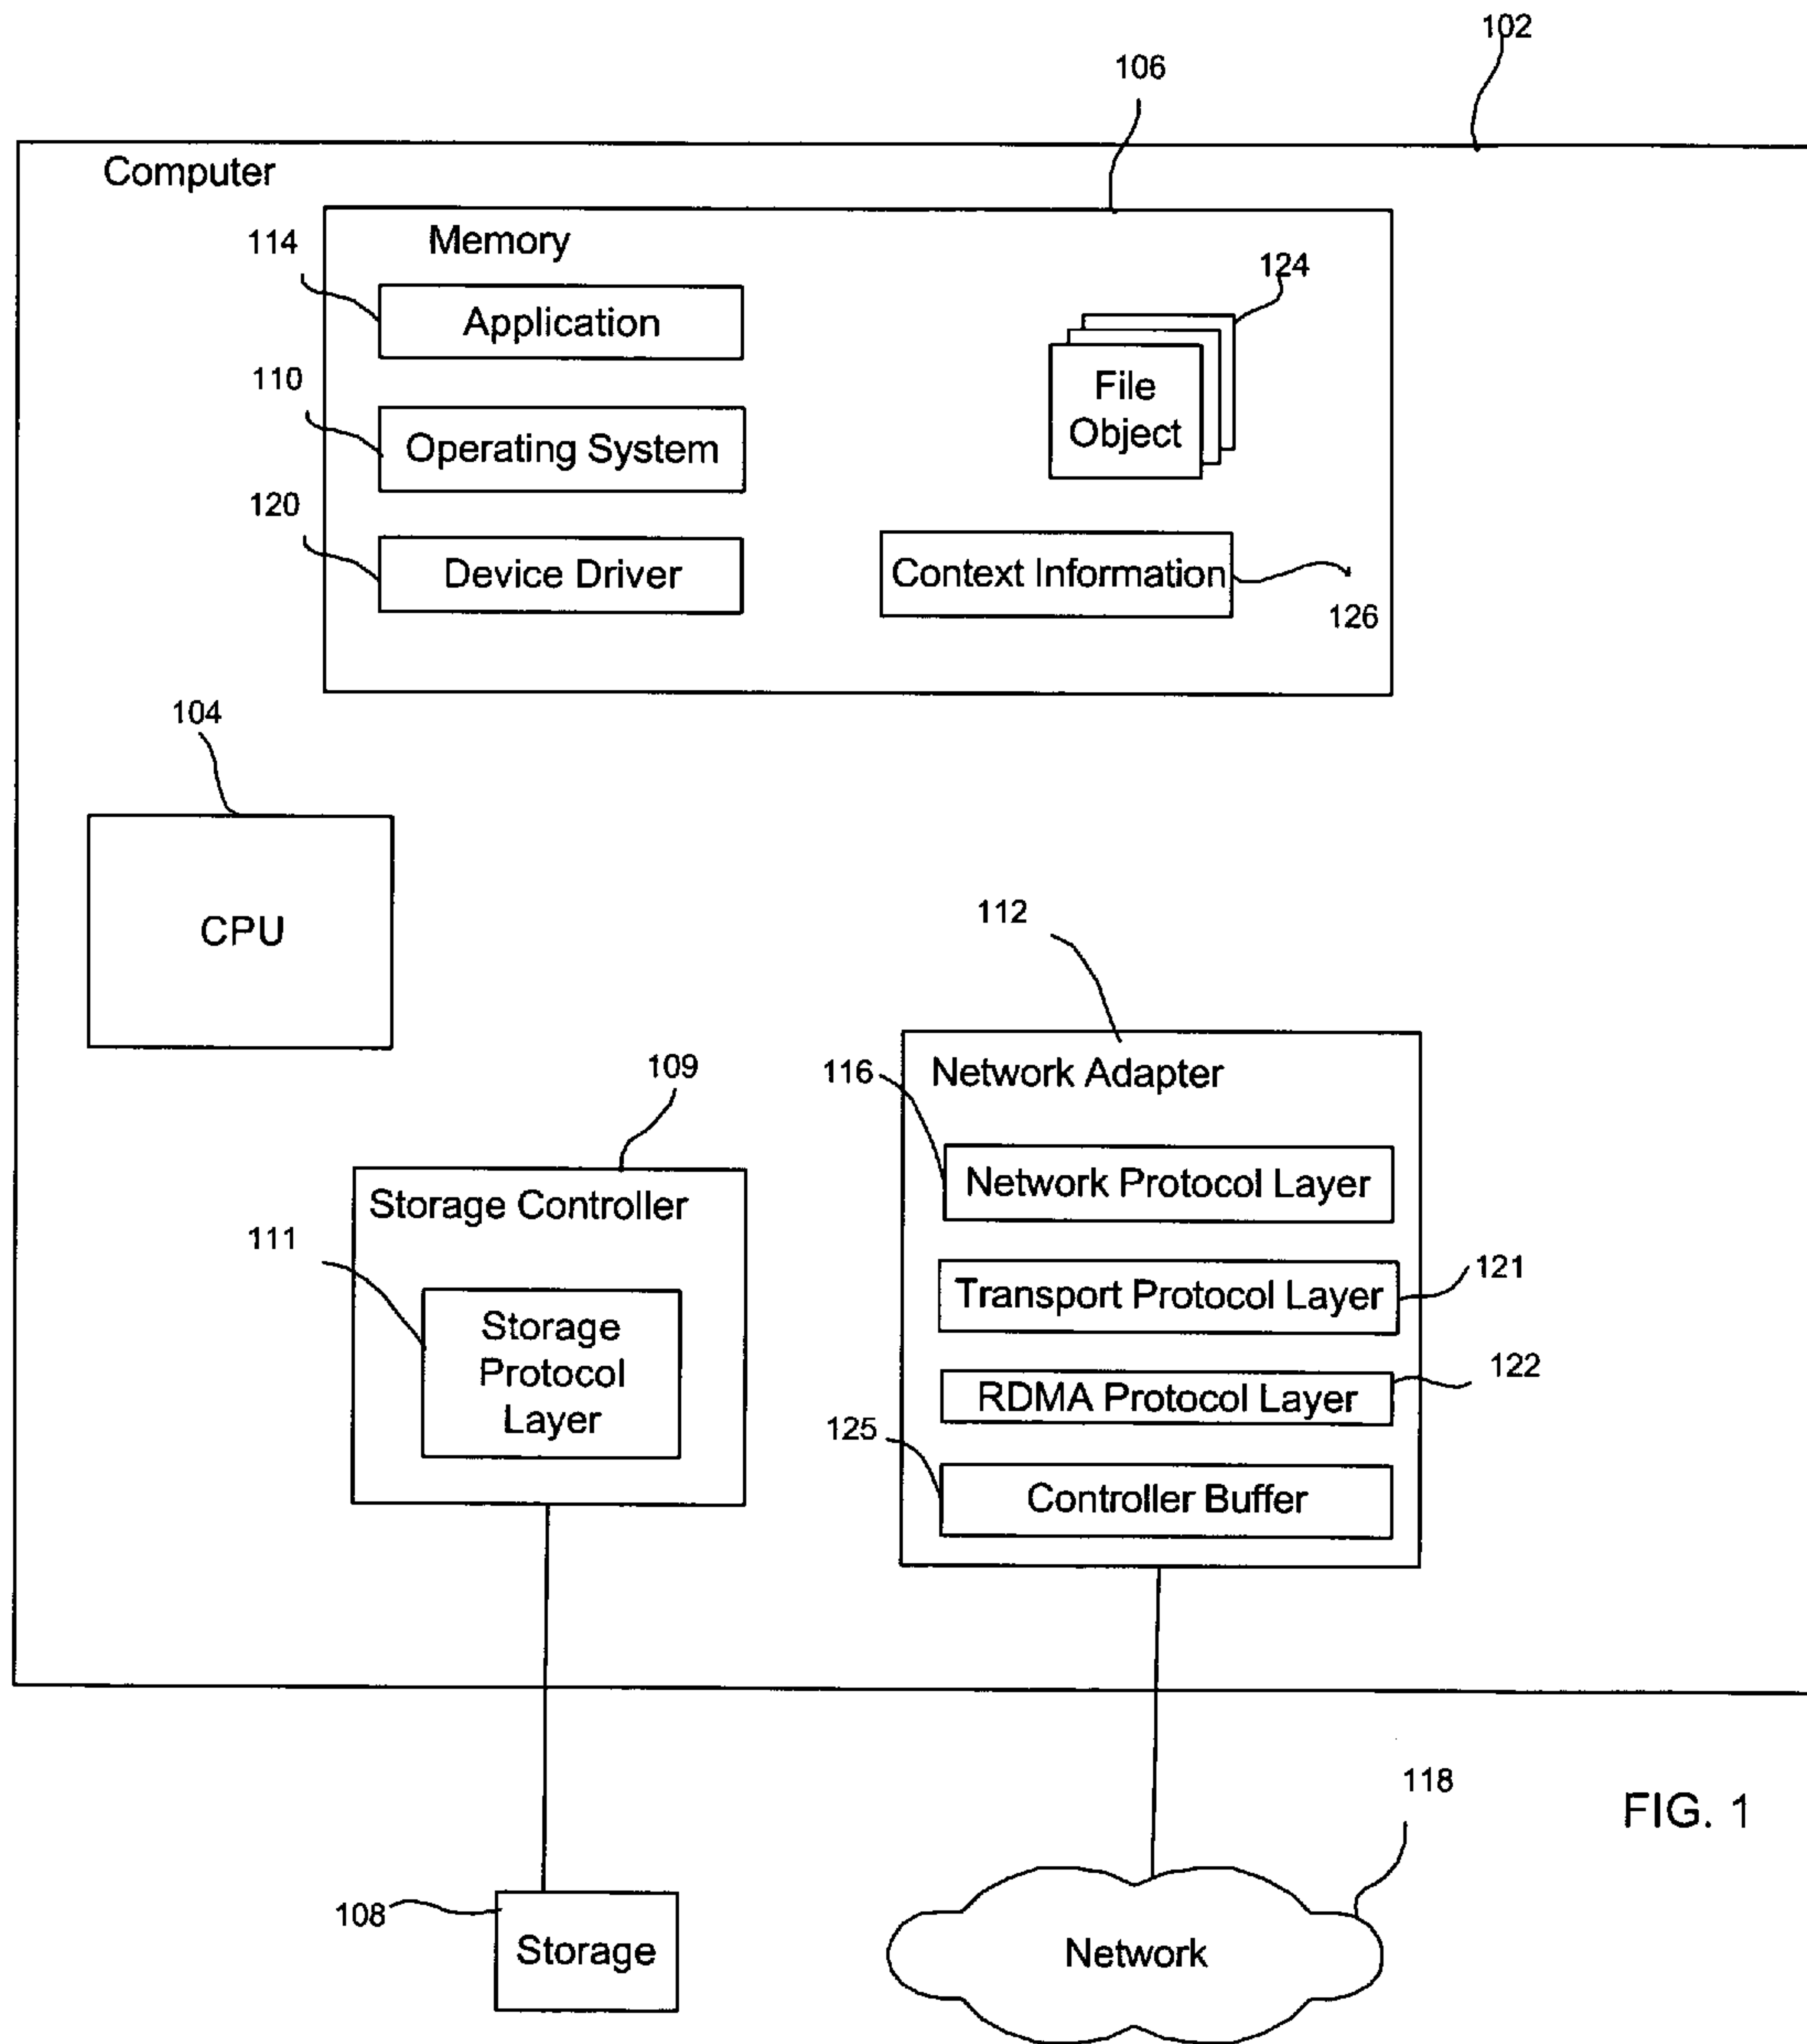 102
106
Computer
Memory
114
Application
124
File
Object
110
Operating System
120
Device Driver
Context Information
126
104
CPU
112
Network Adapter
116
Network Protocol Layer
109
Storage Controller
111
Storage
Protocol
Layer
Transport Protocol Layer
121
RDMA Protocol Layer
122
125
Controller Buffer
118
FIG. 1
108
Storage
Network